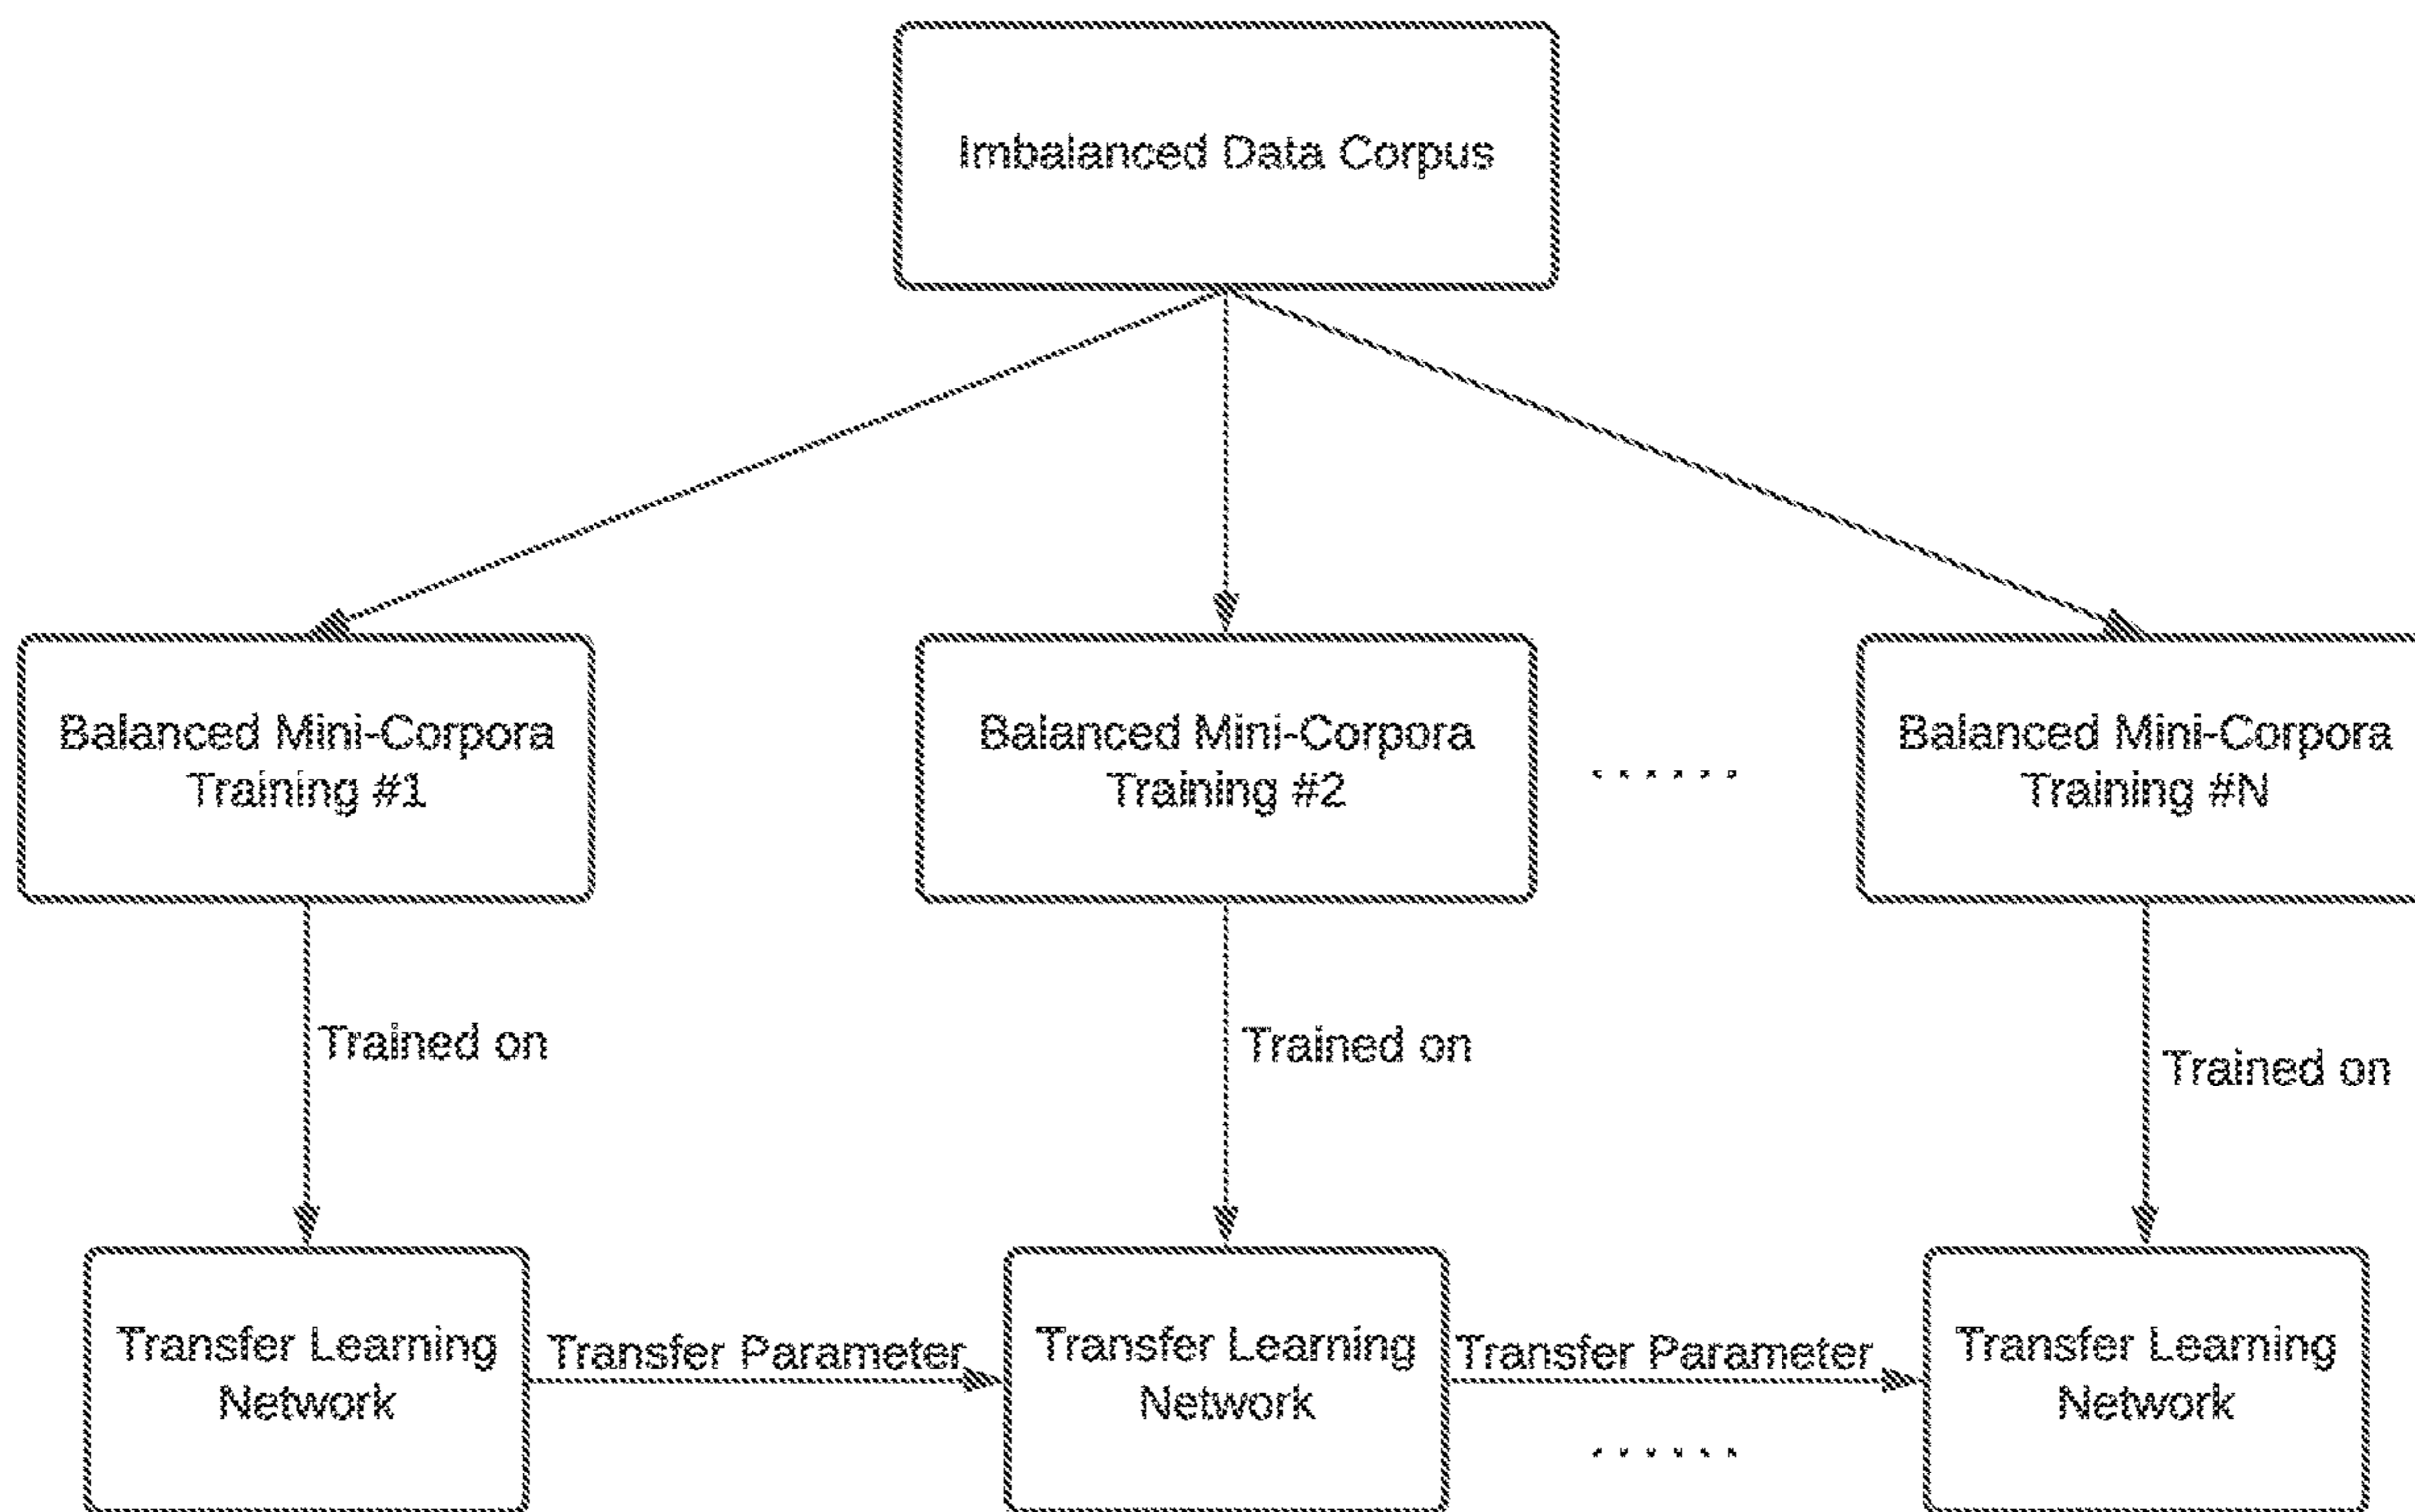 Imbalanced Data Corpus
Balanced Mini-Corpora
Training #1
Balanced Mini-Corpora
Training #2
......
Balanced Mini-Corpora
Training #N
Trained on
Trained on
Trained on
Transfer Learning
Network
Transfer Parameter
Transfer Learning
Network
Transfer Parameter
......
Transfer Learning
Network